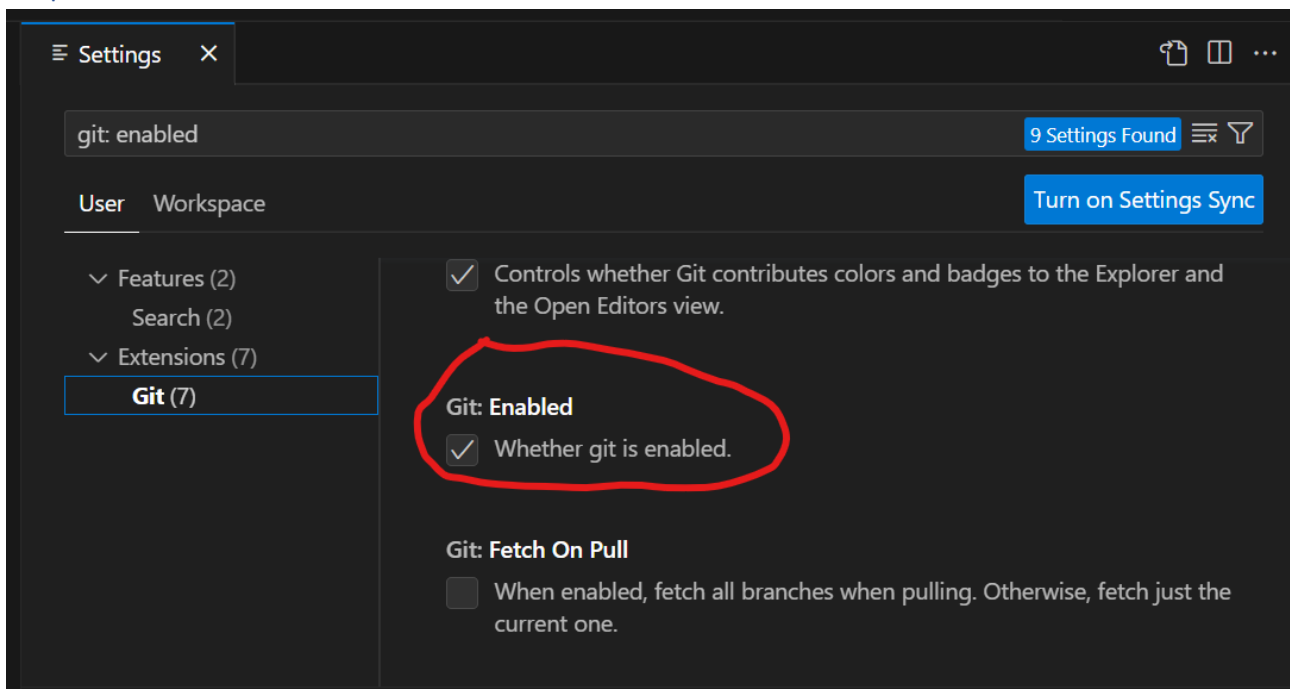 Settings
git: enabled
9 Settings Found
User Workspace
Turn on Settings Sync
Features (2)
Search (2)
Extensions (7)
Git (7)
Controls whether Git contributes colors and badges to the Explorer and
the Open Editors view.
Git: Enabled
Whether git is enabled.
Git: Fetch On Pull
When enabled, fetch all branches when pulling. Otherwise, fetch just the
current one.